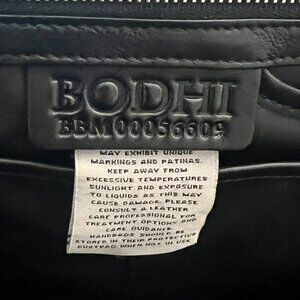 BODHI
BBM00056609
MAY EXHIBIT UNIQUE
MARKINGS AND PATINAS.
KEEP AWAY FROM
EXCESSIVE TEMPERATURES
SUNLIGHT AND EXPOSURE
TO LIQUIDS AS THIS MAY
CAUSE DAMAGE. PLEASE
CONSULT A LEATHER
CARE PROFESSIONAL FOR
TREATMENT OPTIONS AND
CARE GUIDANCE.
HANDBAGS SHOULD BE
STORED IN THEIR PROTECTIVE
DUSTBAG WHEN NOT IN USE